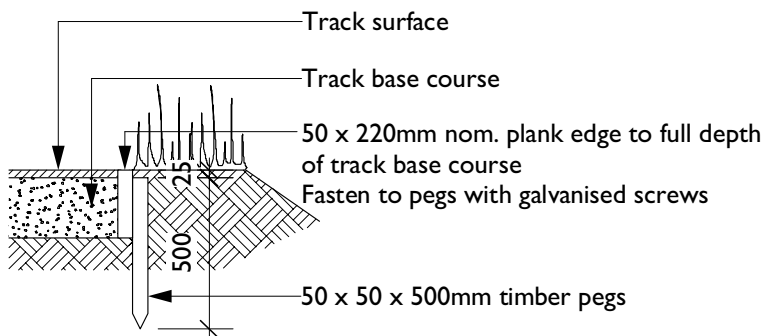 Track surface
Track base course
50 x 220mm nom. plank edge to full depth
of track base course
Fasten to pegs with galvanised screws
25
500
50 x 50 x 500mm timber pegs